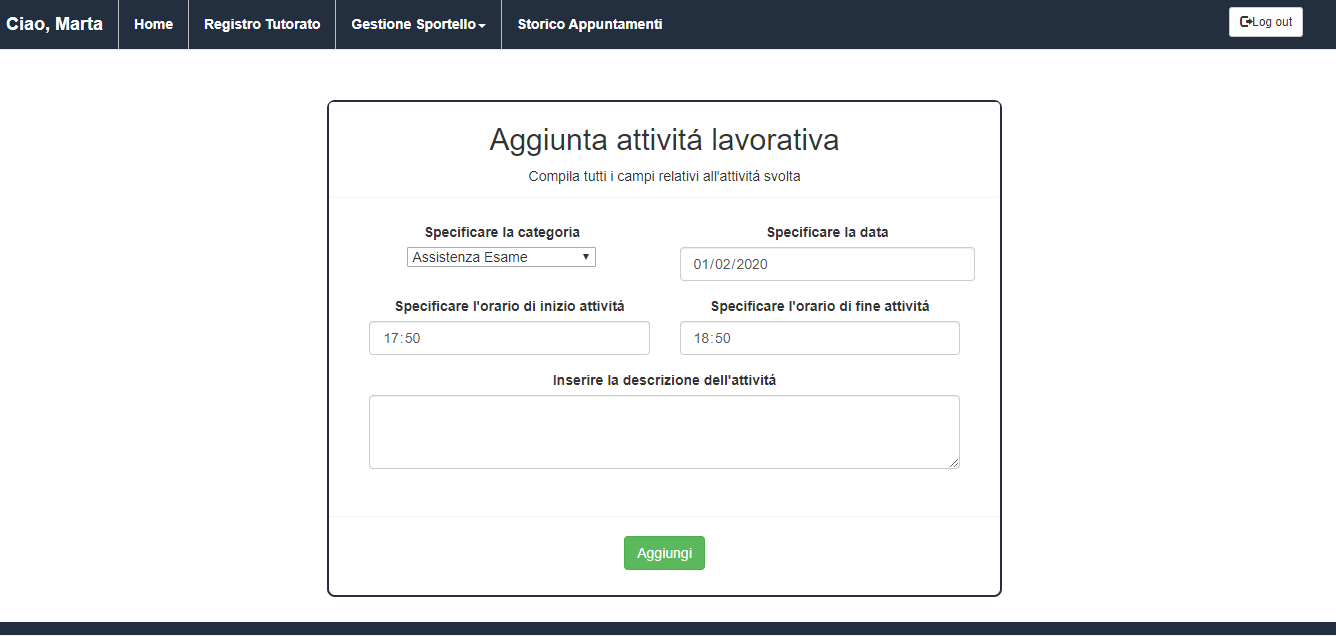 Ciao, Marta Home Registro Tutorato Gestione Sportello Storico Appuntamenti Log out
Aggiunta attivitá lavorativa
Compila tutti i campi relativi all'attivitá svolta
Specificare la categoria Specificare la data
Assistenza Esame 01/02/2020
Specificare l'orario di inizio attivitá Specificare l'orario di fine attivitá
17:50 18:50
Inserire la descrizione dell'attivitá
Aggiungi